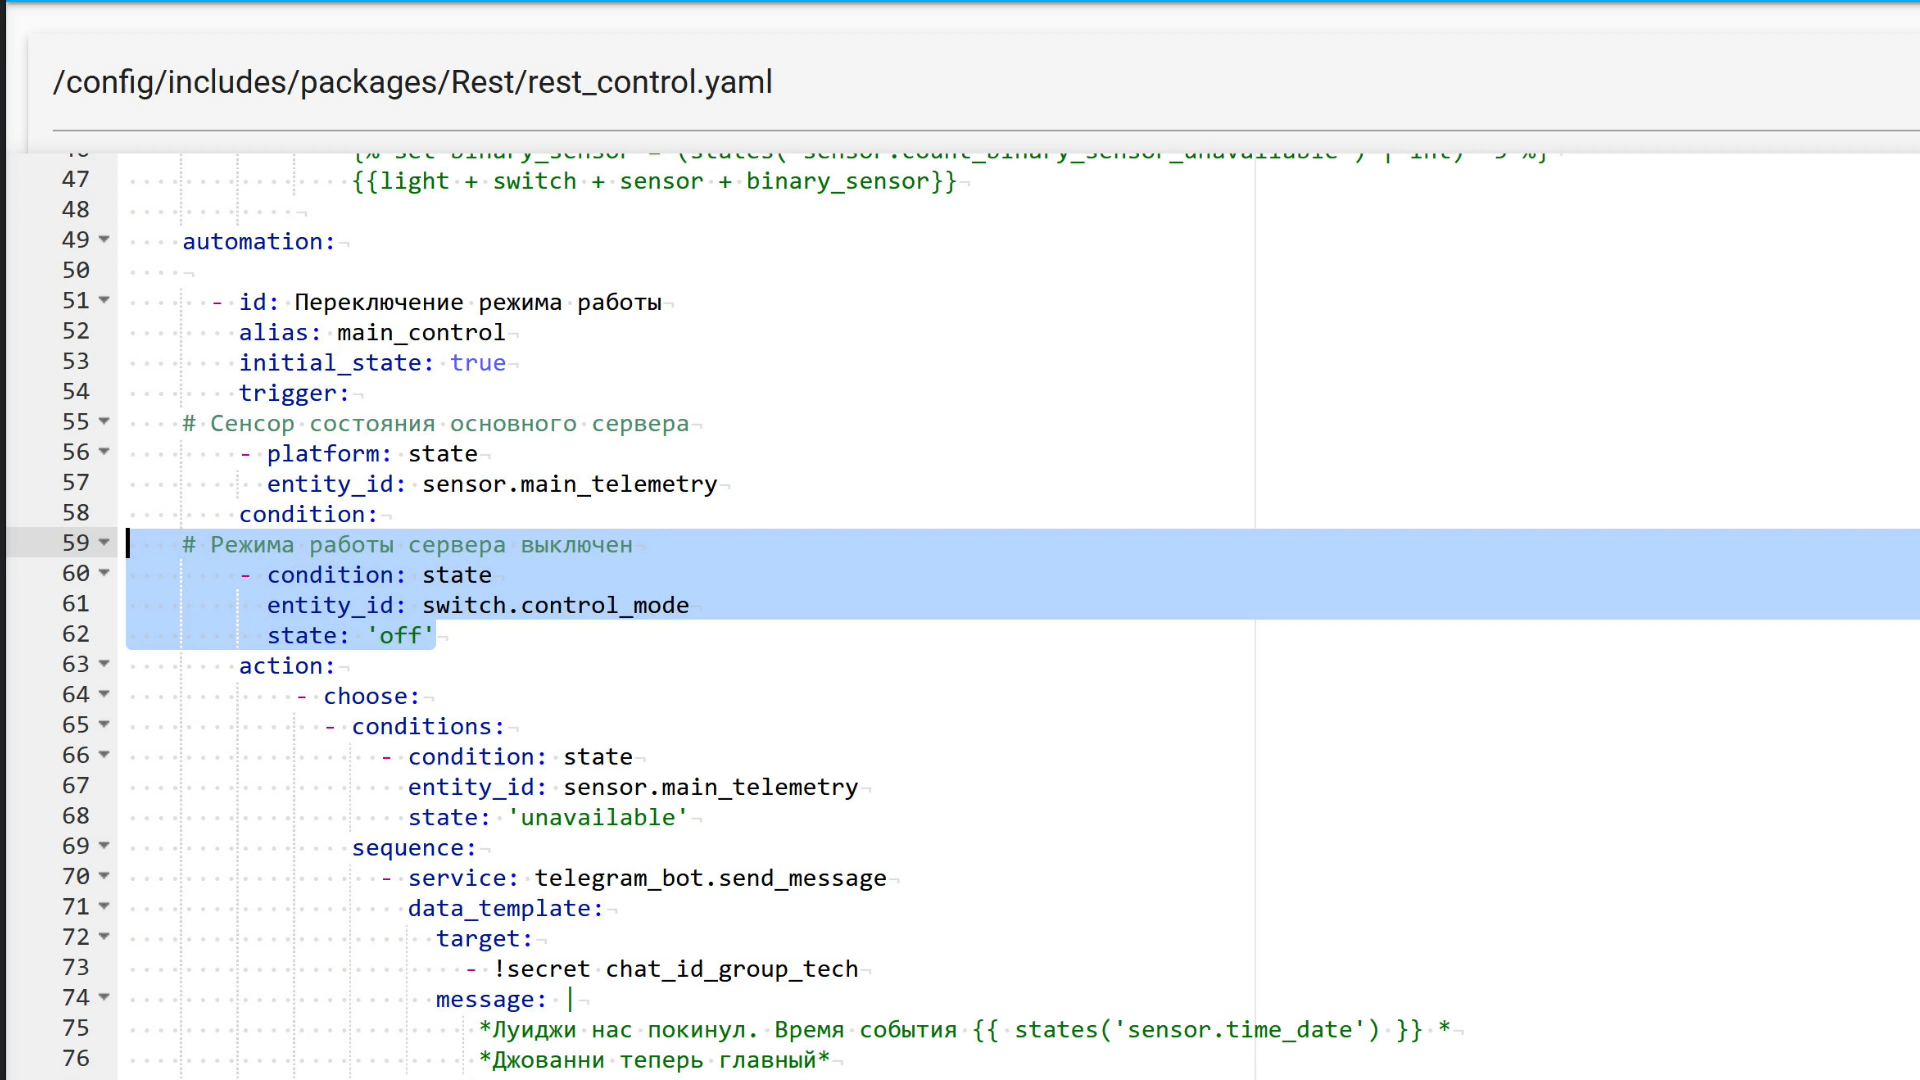 /config/includes/packages/Rest/rest_control.yaml
47 {{light + switch + sensor + binary_sensor}}
48
49 automation:
50
51 - id: Переключение режима работы
52 alias: main_control
53 initial_state: true
54 trigger:
55 # Сенсор состояния основного сервера
56 - platform: state
57 entity_id: sensor.main_telemetry
58 condition:
59 # Режима работы сервера выключен
60 - condition: state
61 entity_id: switch.control_mode
62 state: 'off'
63 action:
64 - choose:
65 - conditions:
66 - condition: state
67 entity_id: sensor.main_telemetry
68 state: 'unavailable'
69 sequence:
70 - service: telegram_bot.send_message
71 data_template:
72 target:
73 - !secret chat_id_group_tech
74 message: |
75 *Луиджи нас покинул. Время события {{ states('sensor.time_date') }} *
76 *Джованни теперь главный*